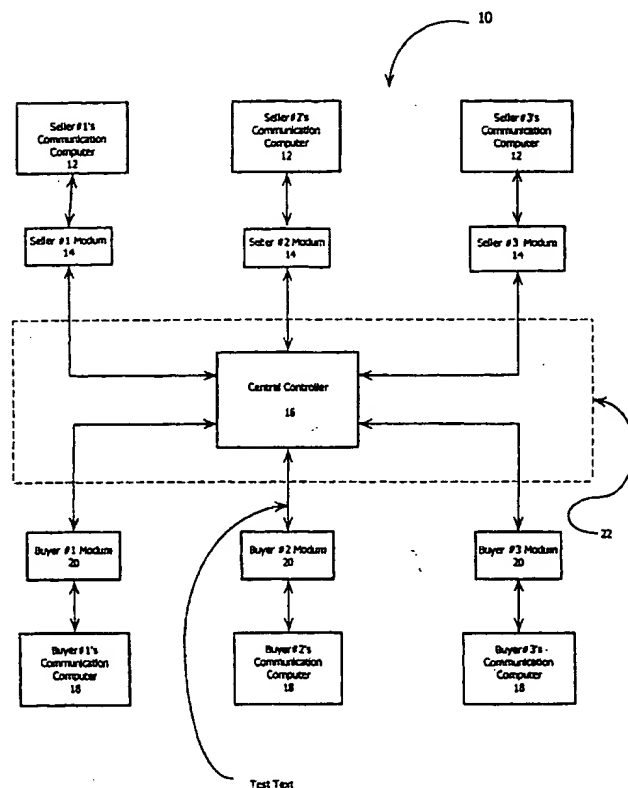 10
Seller#1's
Communication
Computer
12
Seller#2's
Communication
Computer
12
Seller#3's
Communication
Computer
12
Seller #1 Modum
14
Seller #2 Modum
14
Seller #3 Modum
14
Central Controller
16
22
Buyer #1 Modum
20
Buyer #2 Modum
20
Buyer #3 Modum
20
Buyer#1's
Communication
Computer
18
Buyer#2's
Communication
Computer
18
Buyer#3's
Communication
Computer
18
Test Text